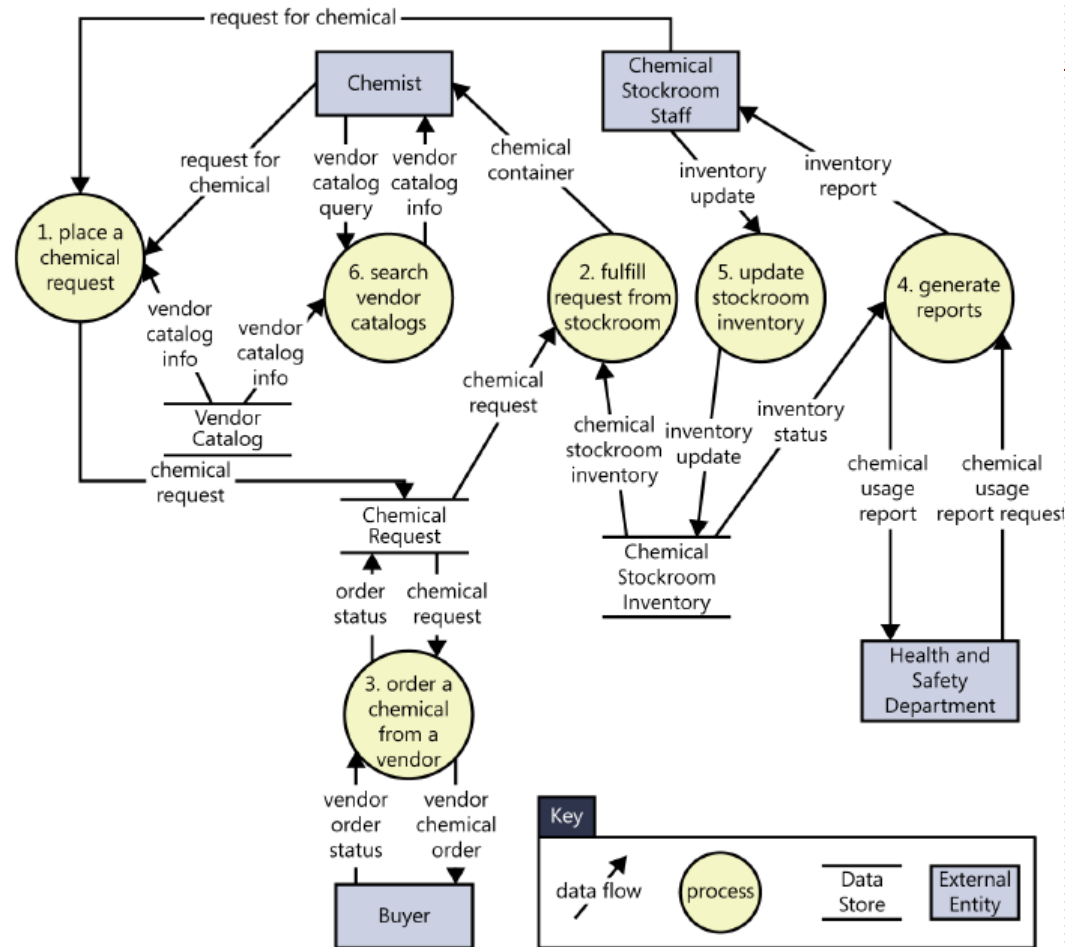 request for chemical
Chemist
Chemical
Stockroom
Staff
request for
chemical
vendor
catalog
query
vendor
catalog
info
chemical
container
inventory
update
inventory
report
1. place a
chemical
request
6. search
vendor
catalogs
2. fulfill
request from
stockroom
5. update
stockroom
inventory
4. generate
reports
vendor
catalog
info
vendor
catalog
info
Vendor
Catalog
chemical
request
chemical
request
chemical
stockroom
inventory
inventory
update
inventory
status
chemical
usage
report
chemical
usage
report request
Chemical
Request
Chemical
Stockroom
Inventory
order
status
chemical
request
Health and
Safety
Department
3. order a
chemical
from a
vendor
vendor
order
status
vendor
chemical
order
Buyer
Key
data flow
process
Data
Store
External
Entity